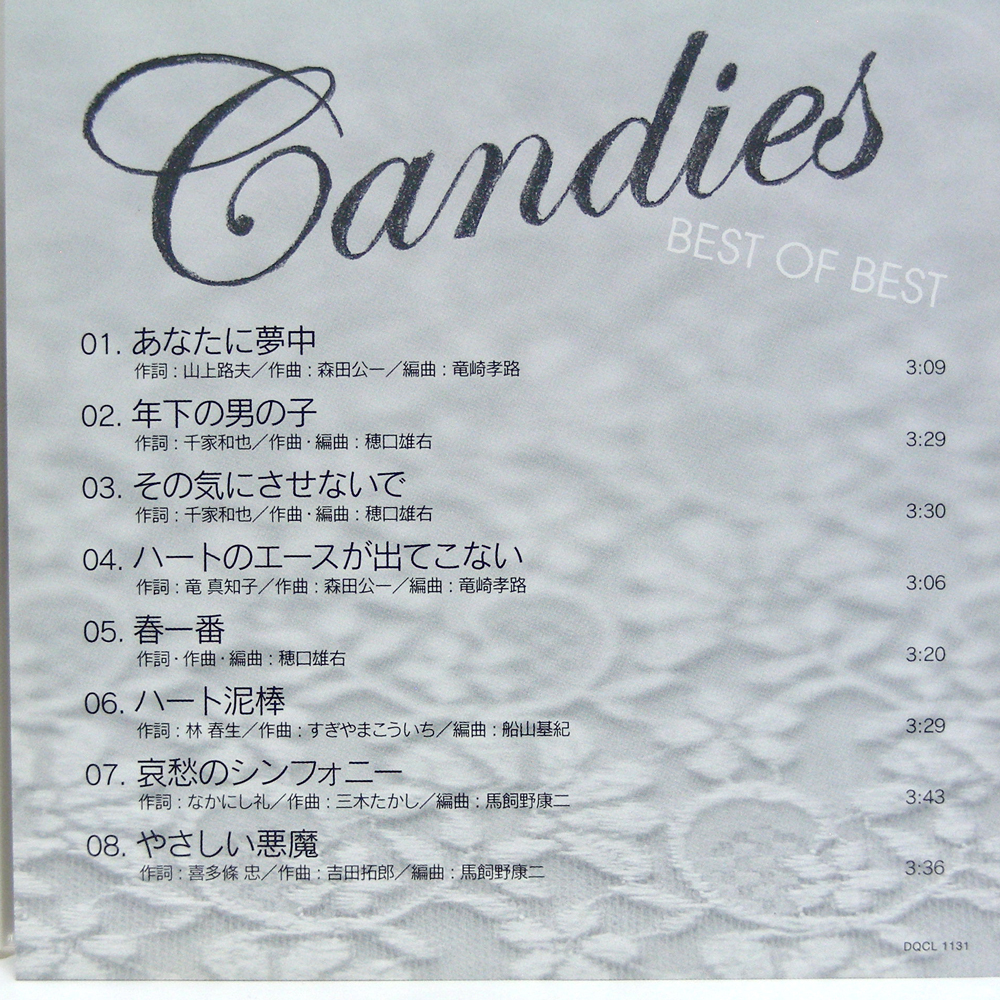 Candies
BEST OF BEST
01. あなたに夢中
作詞 : 山上路夫／作曲 : 森田公一／編曲 : 竜崎孝路 3:09
02. 年下の男の子
作詞 : 千家和也／作曲・編曲 : 穂口雄右 3:29
03. その気にさせないで
作詞 : 千家和也／作曲・編曲 : 穂口雄右 3:30
04. ハートのエースが出てこない
作詞 : 竜 真知子／作曲 : 森田公一／編曲 : 竜崎孝路 3:06
05. 春一番
作詞・作曲・編曲 : 穂口雄右 3:20
06. ハート泥棒
作詞 : 林 春生／作曲 : すぎやまこういち／編曲 : 船山基紀 3:29
07. 哀愁のシンフォニー
作詞 : なかにし礼／作曲 : 三木たかし／編曲 : 馬飼野康二 3:43
08. やさしい悪魔
作詞 : 喜多條 忠／作曲 : 吉田拓郎／編曲 : 馬飼野康二 3:36
DQCL 1131